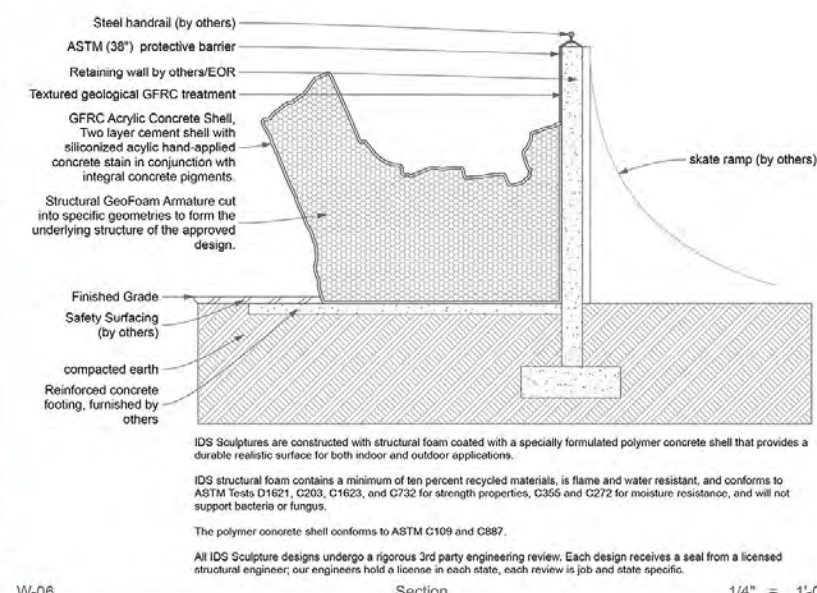 Steel handrail (by others)
ASTM (38") protective barrier
Retaining wall by others/EOR
Textured geological GFRC treatment
GFRC Acrylic Concrete Shell,
Two layer cement shell with
siliconized acylic hand-applied
concrete stain in conjunction wth
integral concrete pigments.
Structural GeoFoam Armature cut
into specific geometries to form the
underlying structure of the approved
design.
Finished Grade
Safety Surfacing
(by others)
compacted earth
Reinforced concrete
footing, furnished by
others
skate ramp (by others)
IDS Sculptures are constructed with structural foam coated with a specially formulated polymer concrete shell that provides a
durable realistic surface for both indoor and outdoor applications.
IDS structural foam contains a minimum of ten percent recycled materials, is flame and water resistant, and conforms to
ASTM Tests D1621, C203, C1623, and C732 for strength properties, C355 and C272 for moisture resistance, and will not
support bacteria or fungus.
The polymer concrete shell conforms to ASTM C109 and C887.
All IDS Sculpture designs undergo a rigorous 3rd party engineering review. Each design receives a seal from a licensed
structural engineer; our engineers hold a license in each state, each review is job and state specific.
W-06 Section 1/4" = 1'-0